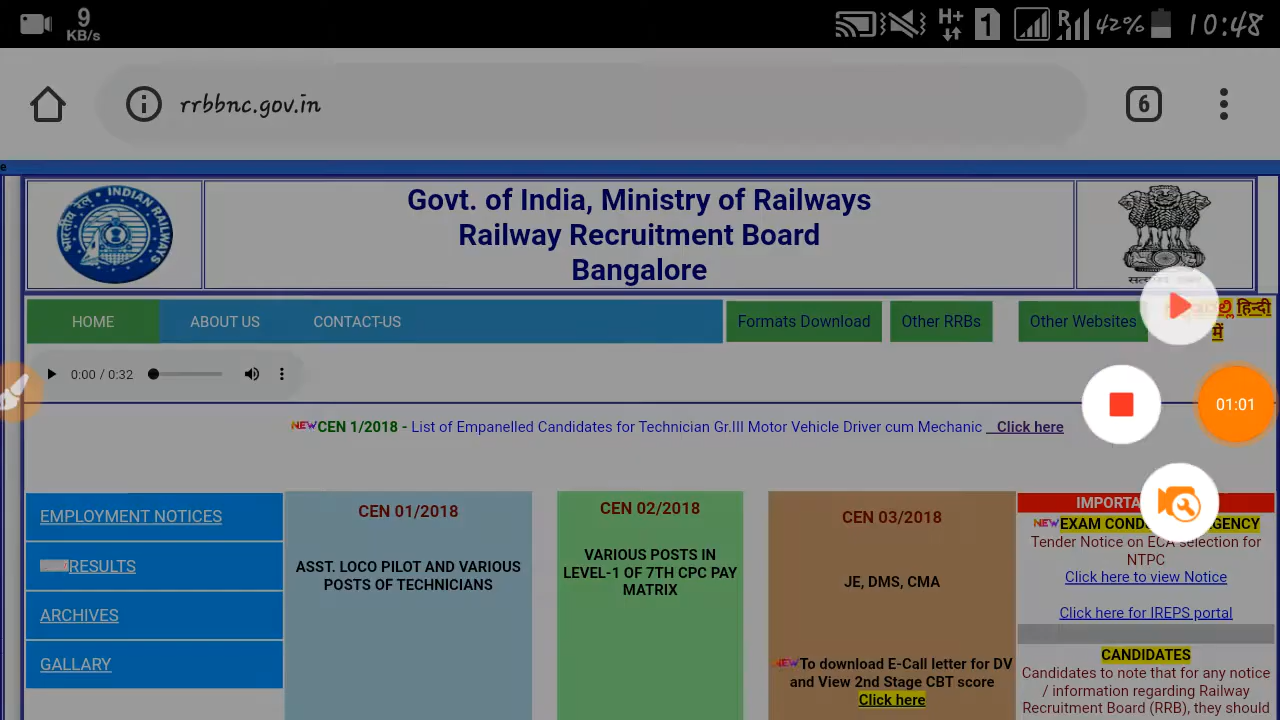 9
KB/s
H+
1
R
42%
10:48
rrbbnc.gov.in
6
e
INDIAN RAILWAYS
भारतीय रेल
Govt. of India, Ministry of Railways
Railway Recruitment Board
Bangalore
HOME
ABOUT US
CONTACT-US
Formats Download
Other RRBs
Other Websites
हिन्दी
में
0:00 / 0:32
NEW CEN 1/2018 - List of Empanelled Candidates for Technician Gr.III Motor Vehicle Driver cum Mechanic Click here
01:01
EMPLOYMENT NOTICES
RESULTS
ARCHIVES
GALLARY
CEN 01/2018
ASST. LOCO PILOT AND VARIOUS
POSTS OF TECHNICIANS
CEN 02/2018
VARIOUS POSTS IN
LEVEL-1 OF 7TH CPC PAY
MATRIX
CEN 03/2018
JE, DMS, CMA
NEW To download E-Call letter for DV
and View 2nd Stage CBT score
Click here
NEW EXAM
Tender Notice on ECA selection for
NTPC
Click here to view Notice
Click here for IREPS portal
CANDIDATES
Candidates to note that for any notice
/ information regarding Railway
Recruitment Board (RRB), they should